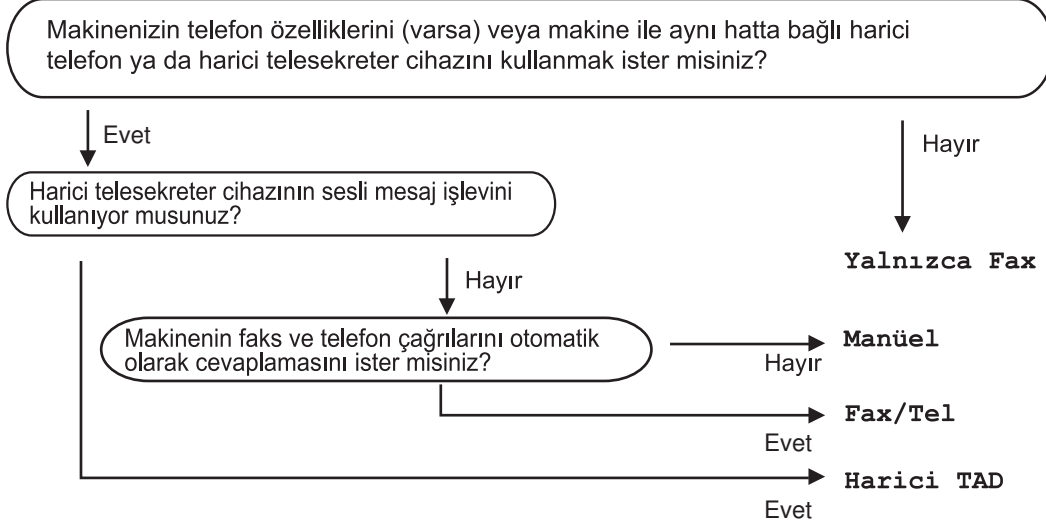 Makinenizin telefon özelliklerini (varsa) veya makine ile aynı hatta bağlı harici
telefon ya da harici telesekreter cihazını kullanmak ister misiniz?
Evet
Hayır
Harici telesekreter cihazının sesli mesaj işlevini
kullanıyor musunuz?
Yalnızca Fax
Hayır
Makinenin faks ve telefon çağrılarını otomatik
olarak cevaplamasını ister misiniz?
Manüel
Hayır
Fax/Tel
Evet
Harici TAD
Evet